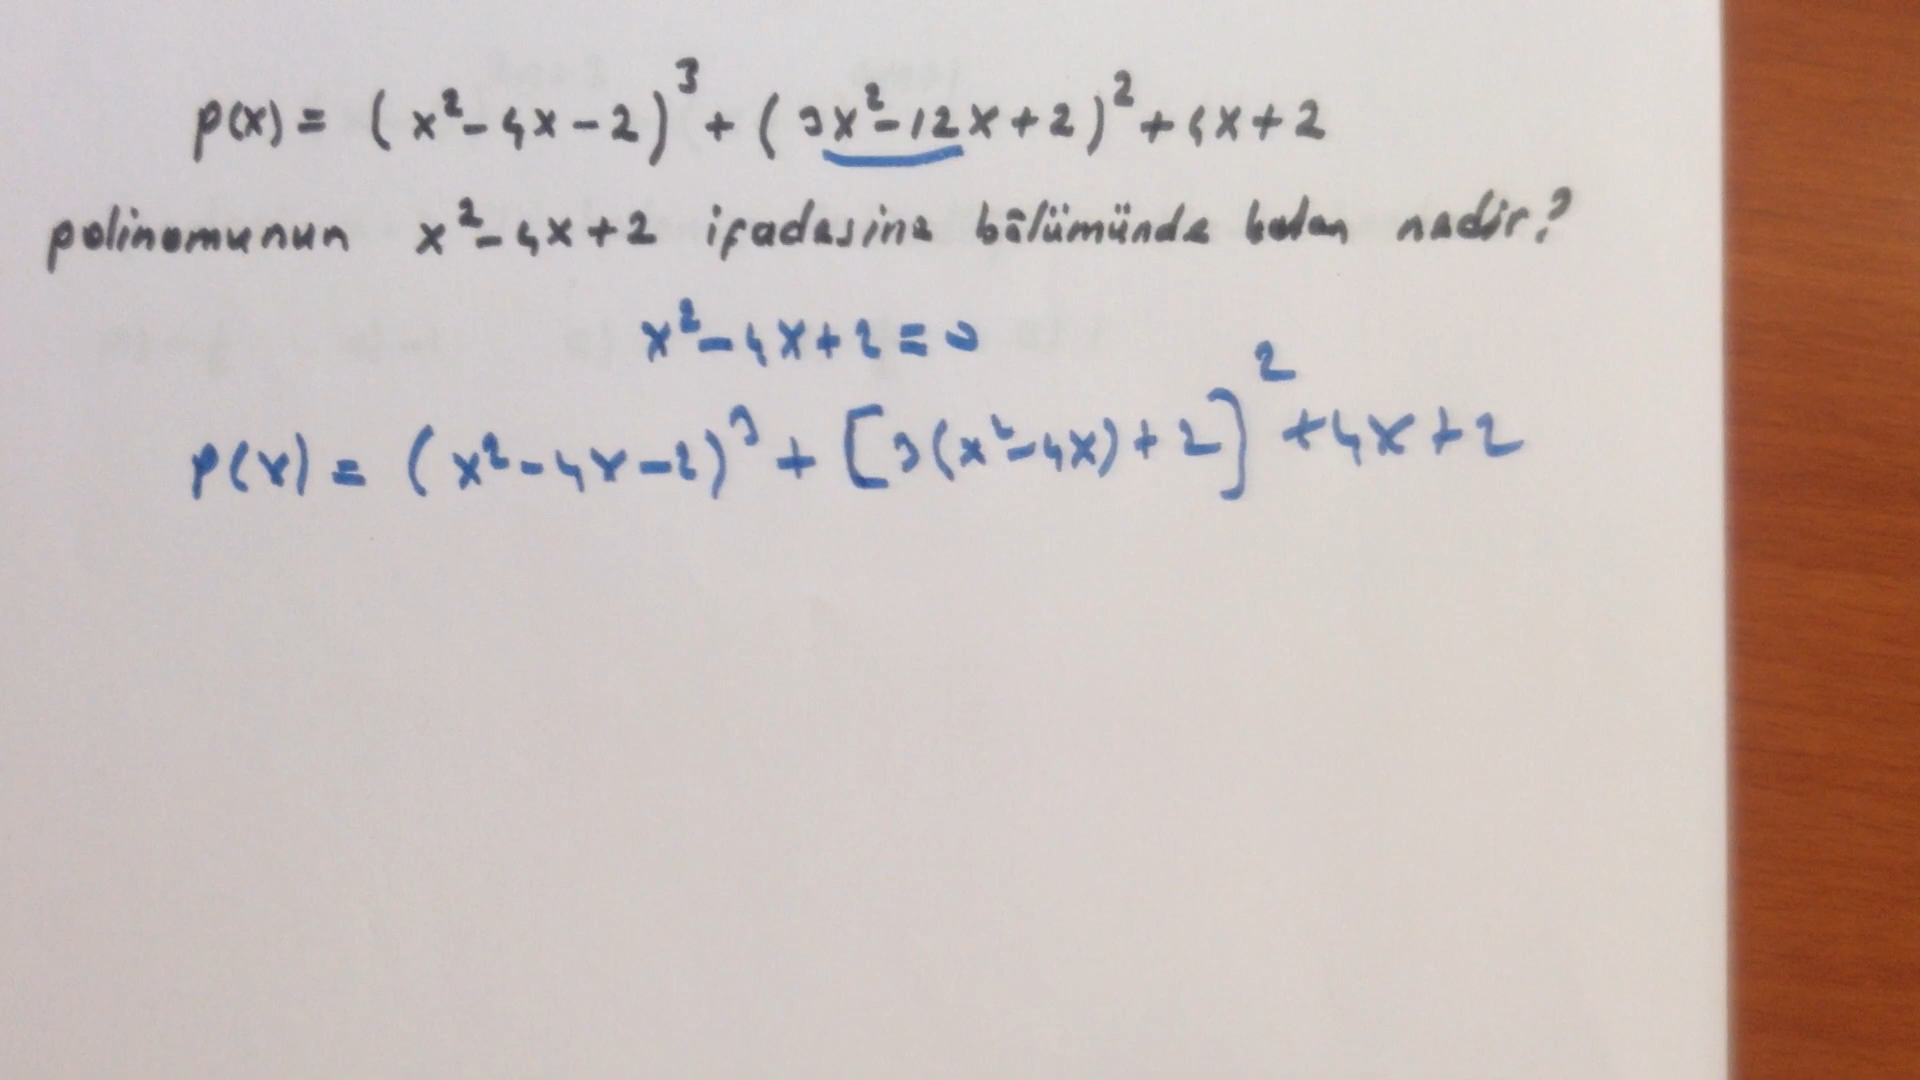 p(x) = (x² - 4x - 2)³ + (3x² - 12x + 2)² + 4x + 2
polinomunun x² - 4x + 2 ifadesine bölümünde kalan nedir?
x² - 4x + 2 = 0
p(x) = (x² - 4x - 2)³ + [3(x² - 4x) + 2]² + 4x + 2